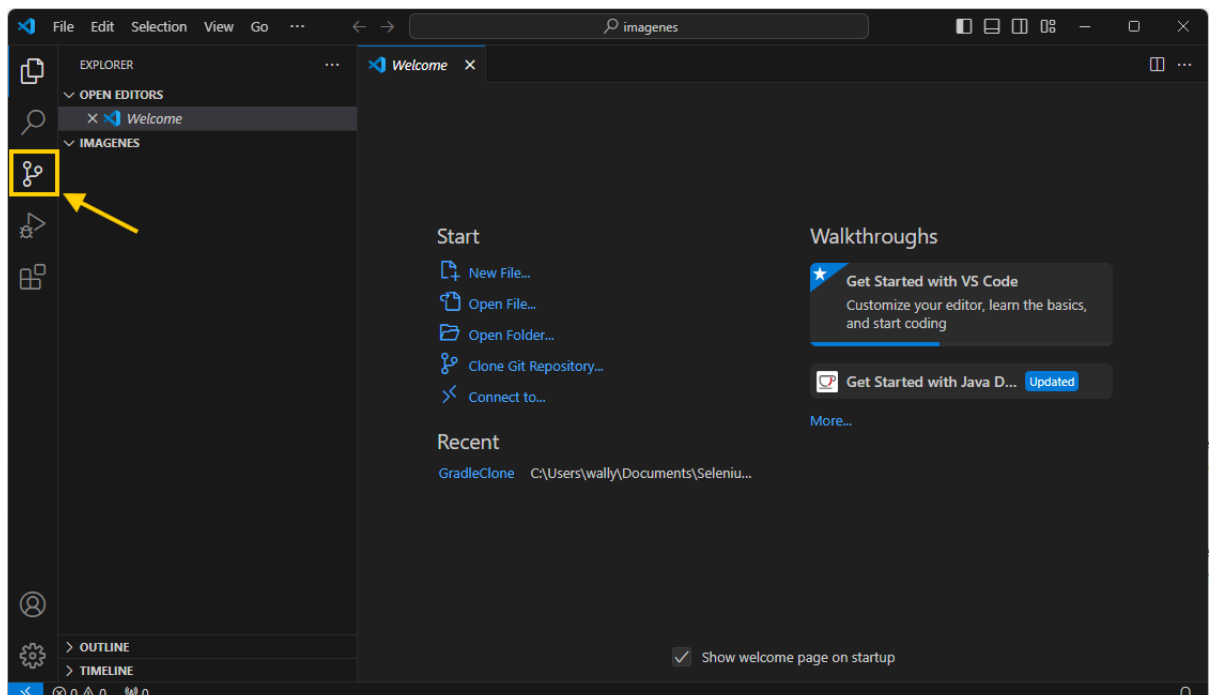 File Edit Selection View Go ··· imagenes
EXPLORER ···
Welcome
OPEN EDITORS
Welcome
IMAGENES
Start
New File...
Open File...
Open Folder...
Clone Git Repository...
Connect to...
Recent
GradleClone C:\Users\wally\Documents\Seleniu...
Walkthroughs
Get Started with VS Code
Customize your editor, learn the basics,
and start coding
Get Started with Java D... Updated
More...
OUTLINE
TIMELINE
Show welcome page on startup
0 0 0